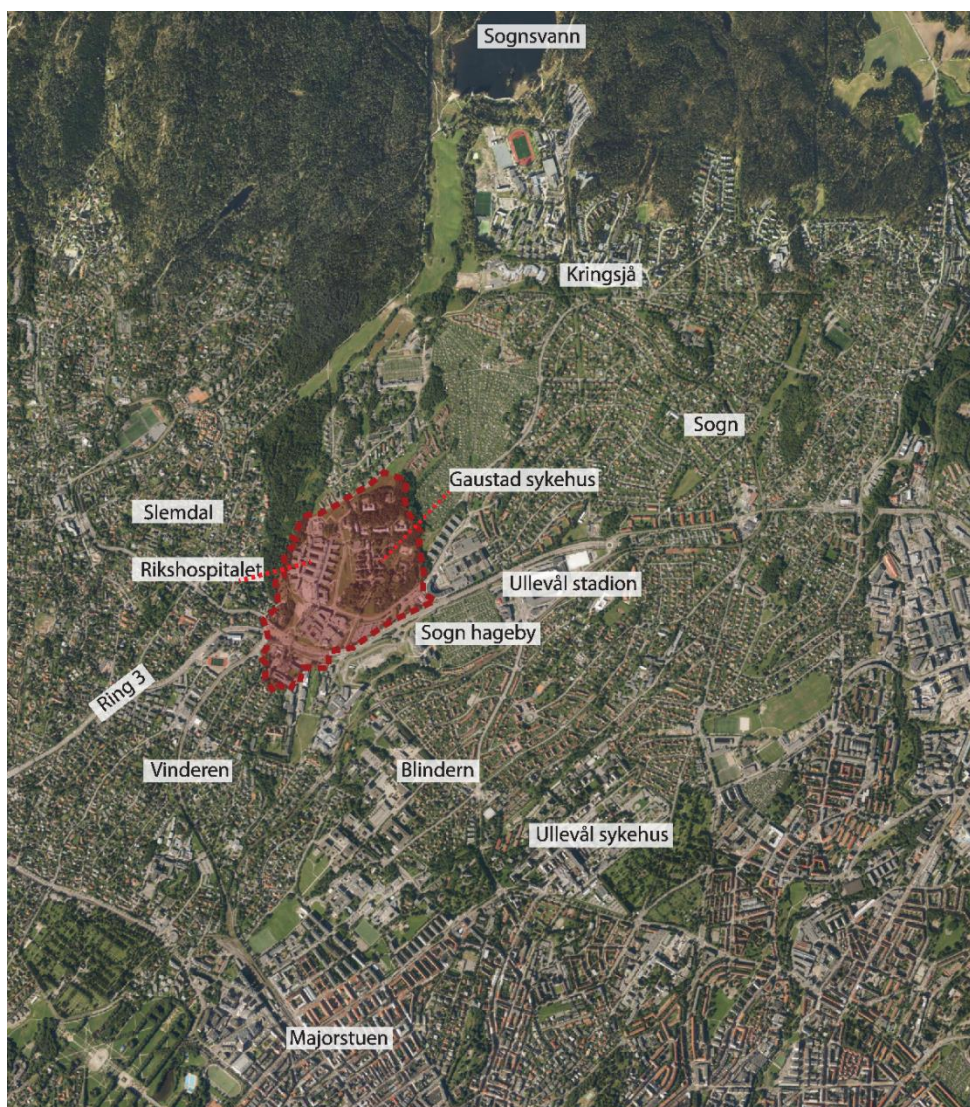 Sognsvann
Kringsjå
Sogn
Gaustad sykehus
Slemdal
Rikshospitalet
Ullevål stadion
Sogn hageby
Ring 3
Vinderen
Blindern
Ullevål sykehus
Majorstuen